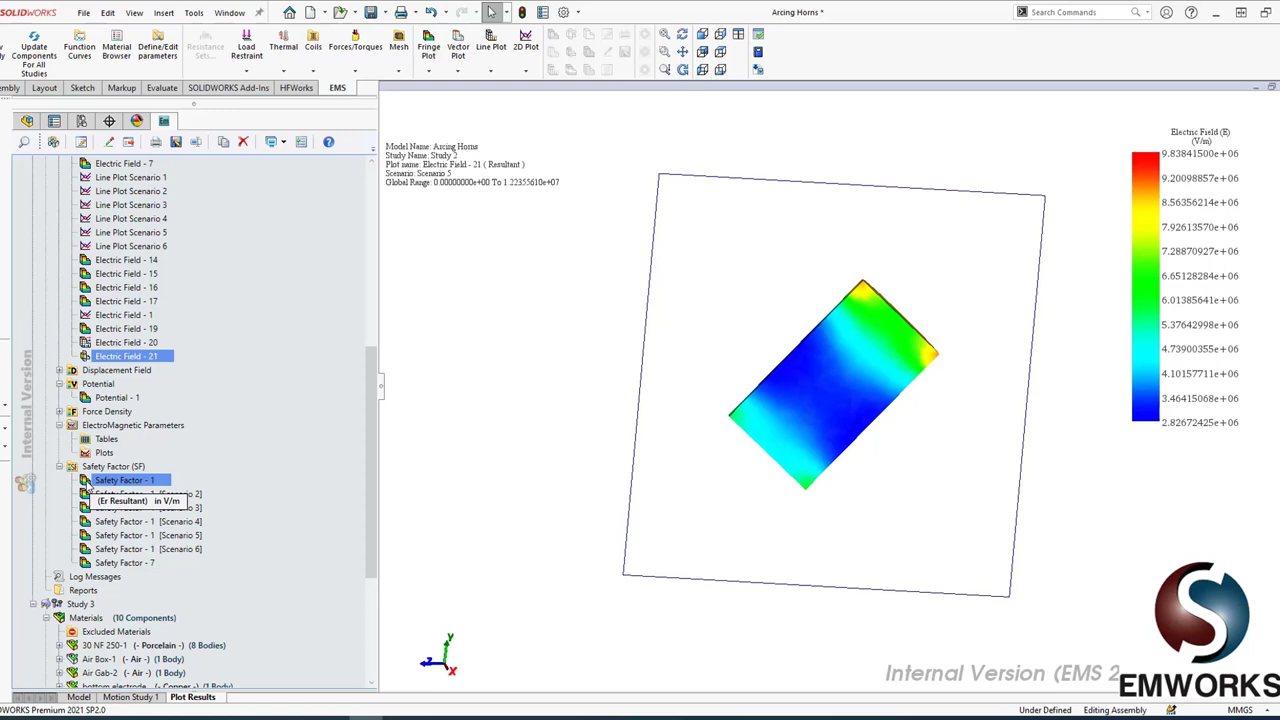 SOLIDWORKS File Edit View Insert Tools Window Arcing Horns * Search Commands
Update Components For All Studies
Function Curves
Material Browser
Define/Edit parameters
Resistance Sets...
Load Restraint
Thermal
Coils
Forces/Torques
Mesh
Fringe Plot
Vector Plot
Line Plot
2D Plot
Layout Sketch Markup Evaluate SOLIDWORKS Add-Ins HFWorks EMS
Electric Field - 7
Line Plot Scenario 1
Line Plot Scenario 2
Line Plot Scenario 3
Line Plot Scenario 4
Line Plot Scenario 5
Line Plot Scenario 6
Electric Field - 14
Electric Field - 15
Electric Field - 16
Electric Field - 17
Electric Field - 1
Electric Field - 19
Electric Field - 20
Electric Field - 21
Displacement Field
Potential
Potential - 1
Force Density
ElectroMagnetic Parameters
Tables
Plots
Safety Factor (SF)
Safety Factor - 1
(Er Resultant) in V/m
Safety Factor - 1 [Scenario 4]
Safety Factor - 1 [Scenario 5]
Safety Factor - 1 [Scenario 6]
Safety Factor - 7
Log Messages
Reports
Study 3
Materials (10 Components)
Excluded Materials
30 NF 250-1 (- Porcelain -) (8 Bodies)
Air Box-1 (- Air -) (1 Body)
Air Gab-2 (- Air -) (1 Body)
bottom electrode (- Copper -) (1 Body)
Internal Version
Model Name: Arcing Horns
Study Name: Study 2
Plot name: Electric Field - 21 ( Resultant )
Scenario: Scenario 5
Global Range: 0.00000000e+00 To 1.22355610e+07
Electric Field (E)
(V/m)
9.83841500e+06
9.20098857e+06
8.56356214e+06
7.92613571e+06
7.28870927e+06
6.65128284e+06
6.01385641e+06
5.37642998e+06
4.73900355e+06
4.10157711e+06
3.46415068e+06
2.82672425e+06
Y
Z
X
Internal Version (EMS 2
EMWORKS
Model Motion Study 1 Plot Results
WORKS Premium 2021 SP2.0 Under Defined Editing Assembly MMGS